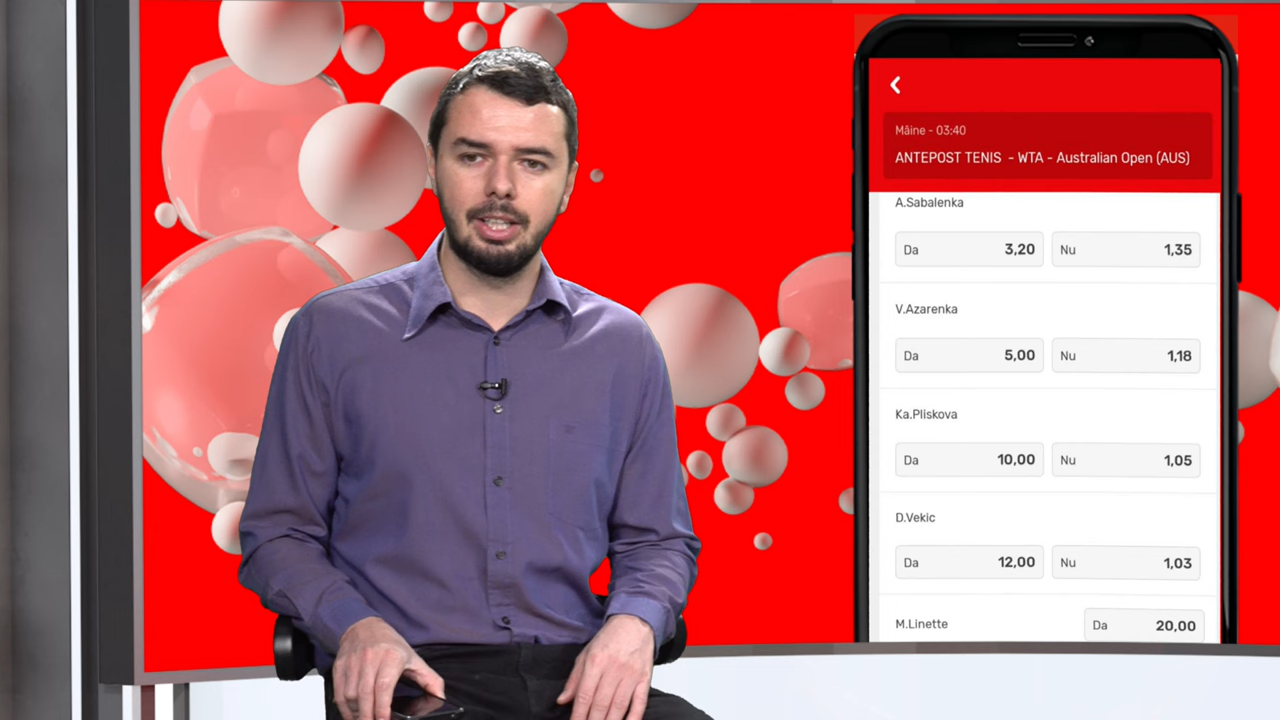 Mâine - 03:40
ANTEPOST TENIS - WTA - Australian Open (AUS)
A.Sabalenka
Da 3,20 Nu 1,35
V.Azarenka
Da 5,00 Nu 1,18
Ka.Pliskova
Da 10,00 Nu 1,05
D.Vekic
Da 12,00 Nu 1,03
M.Linette Da 20,00